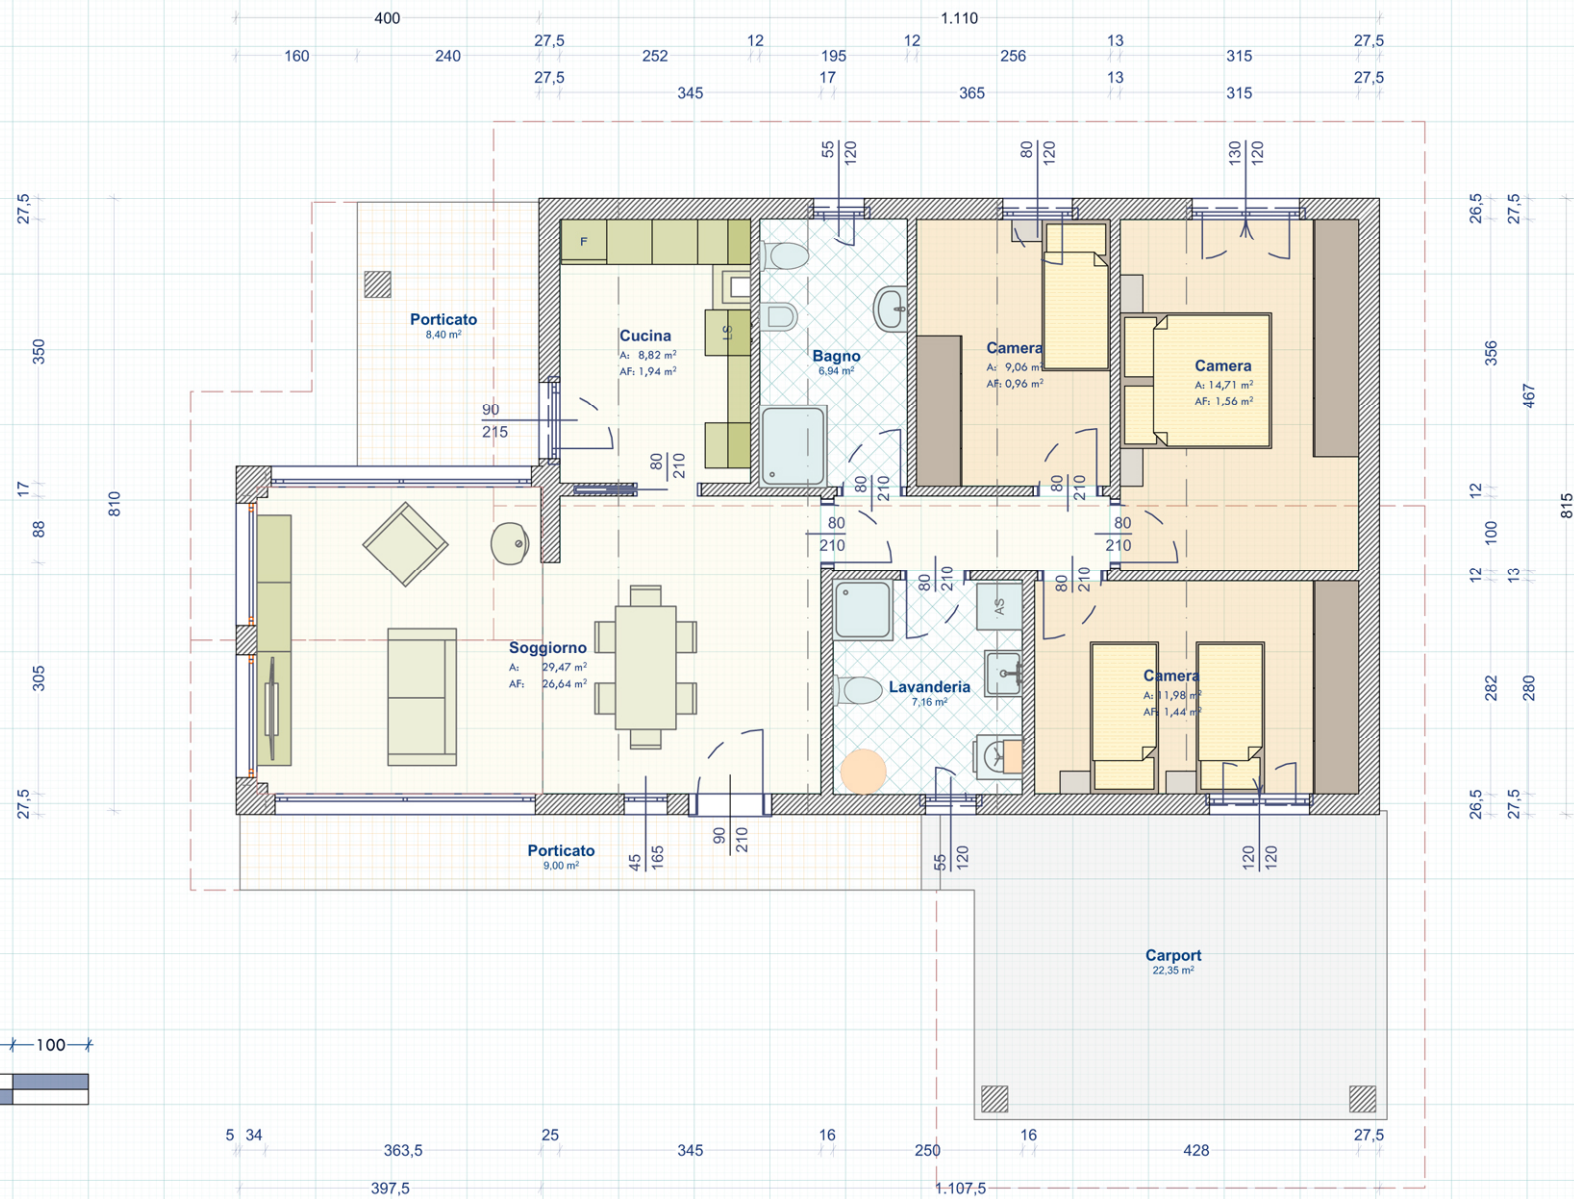 400
1.110
27,5
12
12
13
27,5
160
240
252
195
256
315
27,5
17
13
27,5
345
365
315
55
120
80
120
130
120
27,5
350
17
88
810
305
27,5
26,5
27,5
356
467
12
100
815
12
13
282
280
26,5
27,5
F
Porticato
8,40 m²
Cucina
A: 8,82 m²
AF: 1,94 m²
LS
Bagno
6,94 m²
Camera
A: 9,06 m²
AF: 0,96 m²
Camera
A: 14,71 m²
AF: 1,56 m²
90
215
80
210
80
210
80
210
80
210
80
210
80
210
80
210
AS
Soggiorno
A: 29,47 m²
AF: 26,64 m²
Lavanderia
7,16 m²
Camera
A: 11,98 m²
AF: 1,44 m²
Porticato
9,00 m²
45
165
90
210
55
120
120
120
Carport
22,35 m²
100
5
34
25
16
16
27,5
363,5
345
250
428
397,5
1.107,5